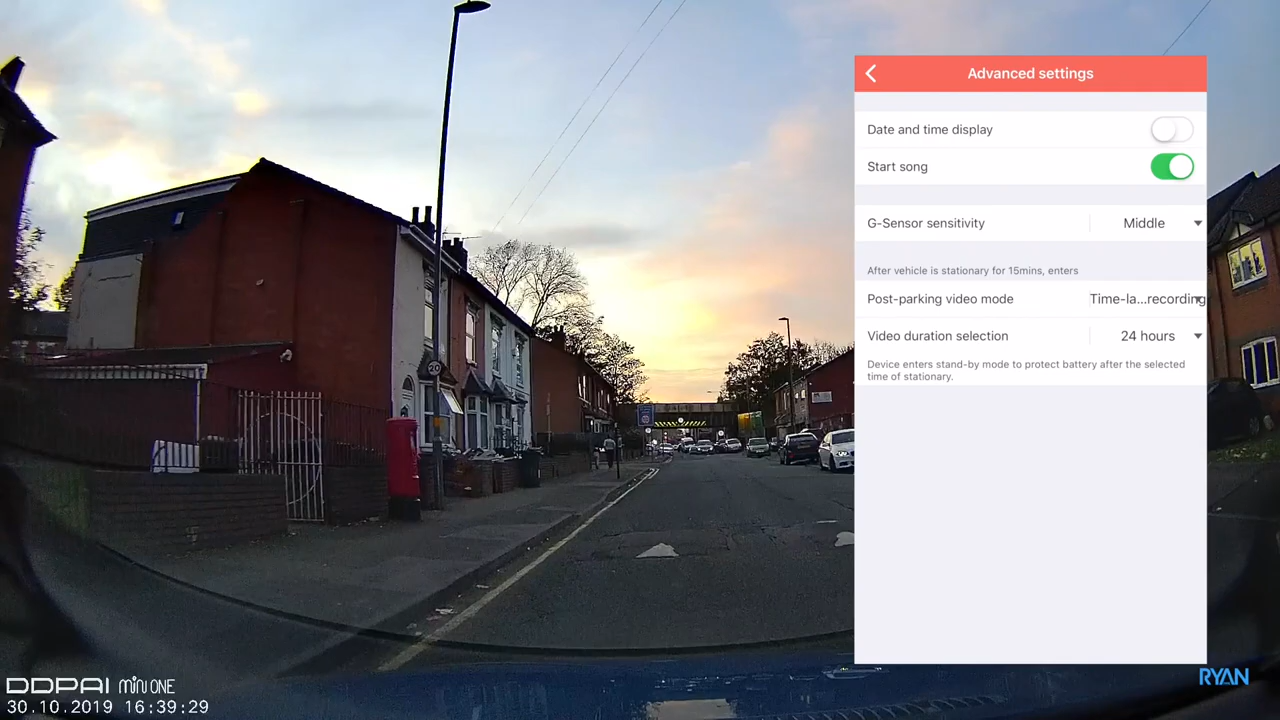 Advanced settings
Date and time display
Start song
G-Sensor sensitivity
Middle
After vehicle is stationary for 15mins, enters
Post-parking video mode
Time-la...recording
Video duration selection
24 hours
Device enters stand-by mode to protect battery after the selected
time of stationary.
20
DDPAI mini ONE
30.10.2019 16:39:29
RYAN